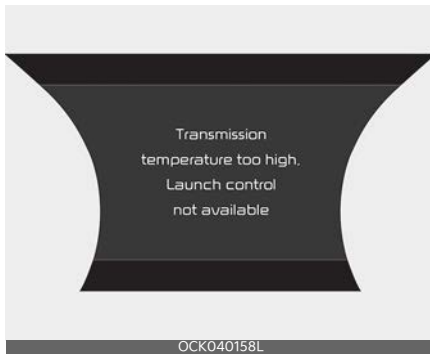 Transmission
temperature too high,
Launch control
not available
OCK040158L